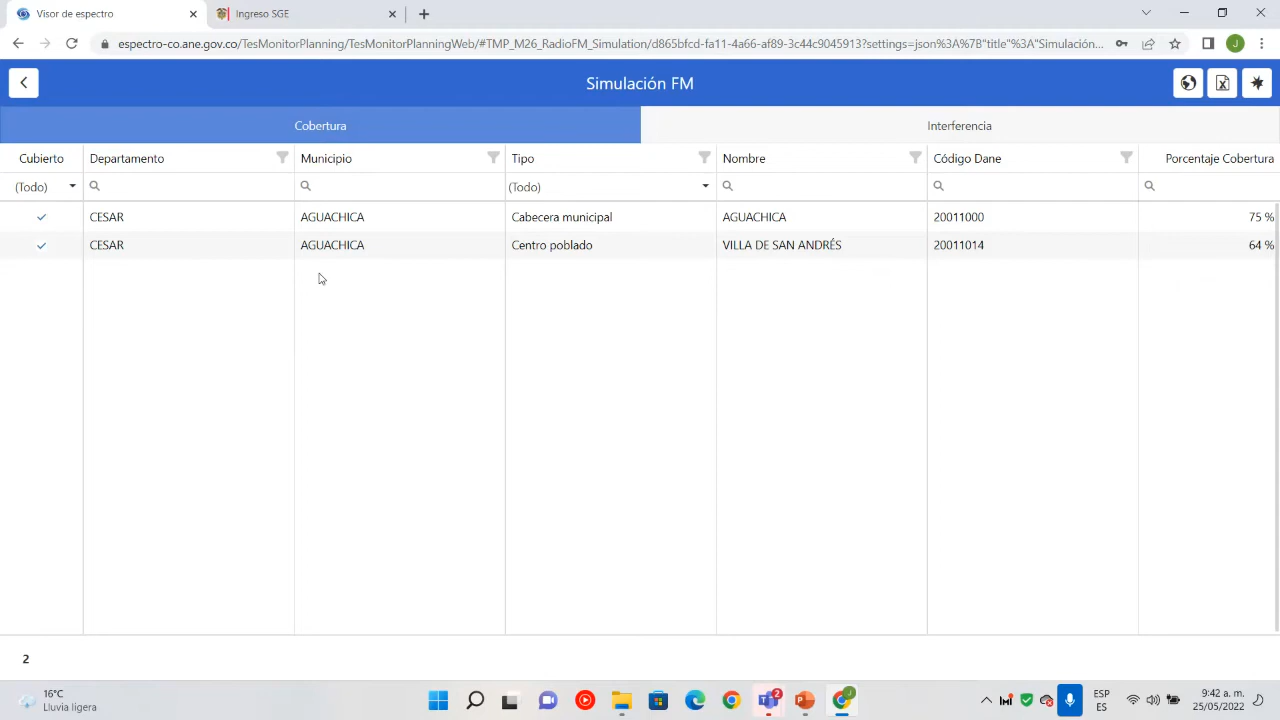 Visor de espectro
Ingreso SGE
espectro-co.ane.gov.co/TesMonitorPlanning/TesMonitorPlanningWeb/#TMP_M26_RadioFM_Simulation/d865bfcd-fa11-4a66-af89-3c44c9045913?settings=json%3A%7B"title"%3A"Simulación...
J
Simulación FM
Cobertura
Interferencia
Cubierto
Departamento
Municipio
Tipo
Nombre
Código Dane
Porcentaje Cobertura
(Todo)
(Todo)
CESAR
AGUACHICA
Cabecera municipal
AGUACHICA
20011000
75 %
CESAR
AGUACHICA
Centro poblado
VILLA DE SAN ANDRÉS
20011014
64 %
2
16°C
Lluvia ligera
2
J
ESP
ES
9:42 a. m.
25/05/2022